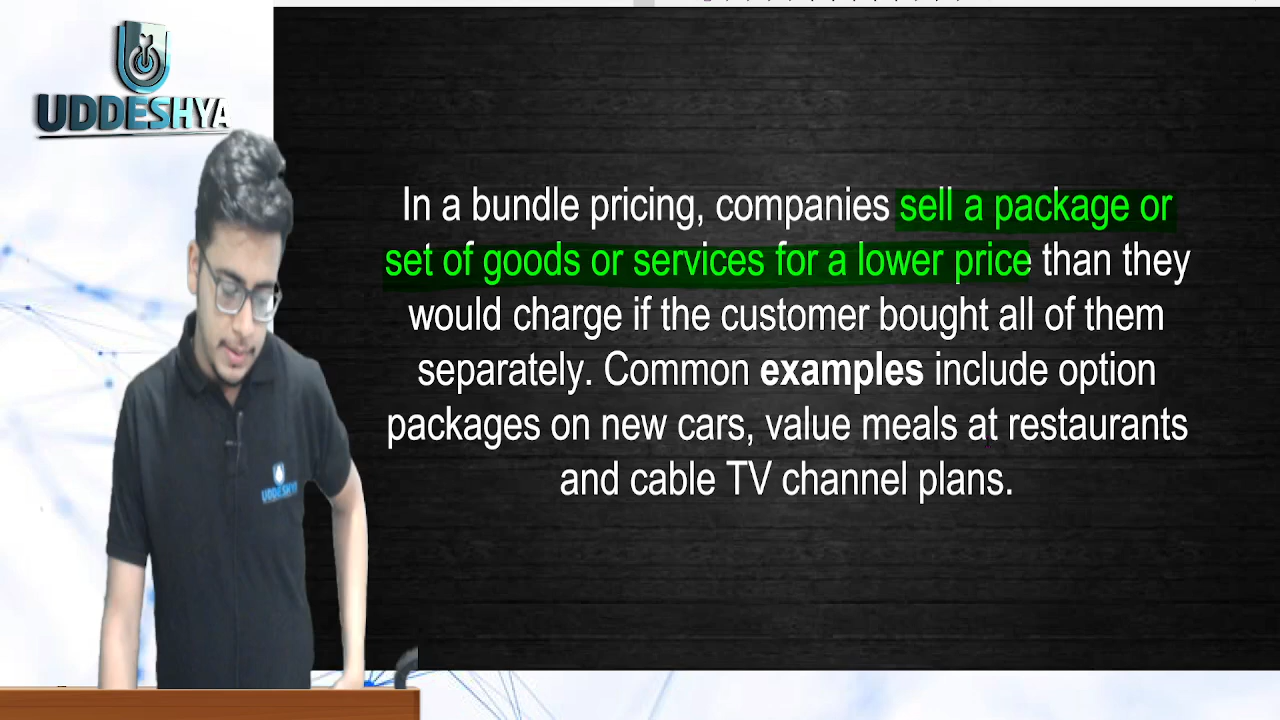 UDDESHYA
In a bundle pricing, companies sell a package or
set of goods or services for a lower price than they
would charge if the customer bought all of them
separately. Common examples include option
packages on new cars, value meals at restaurants
and cable TV channel plans.
UDDESHYA